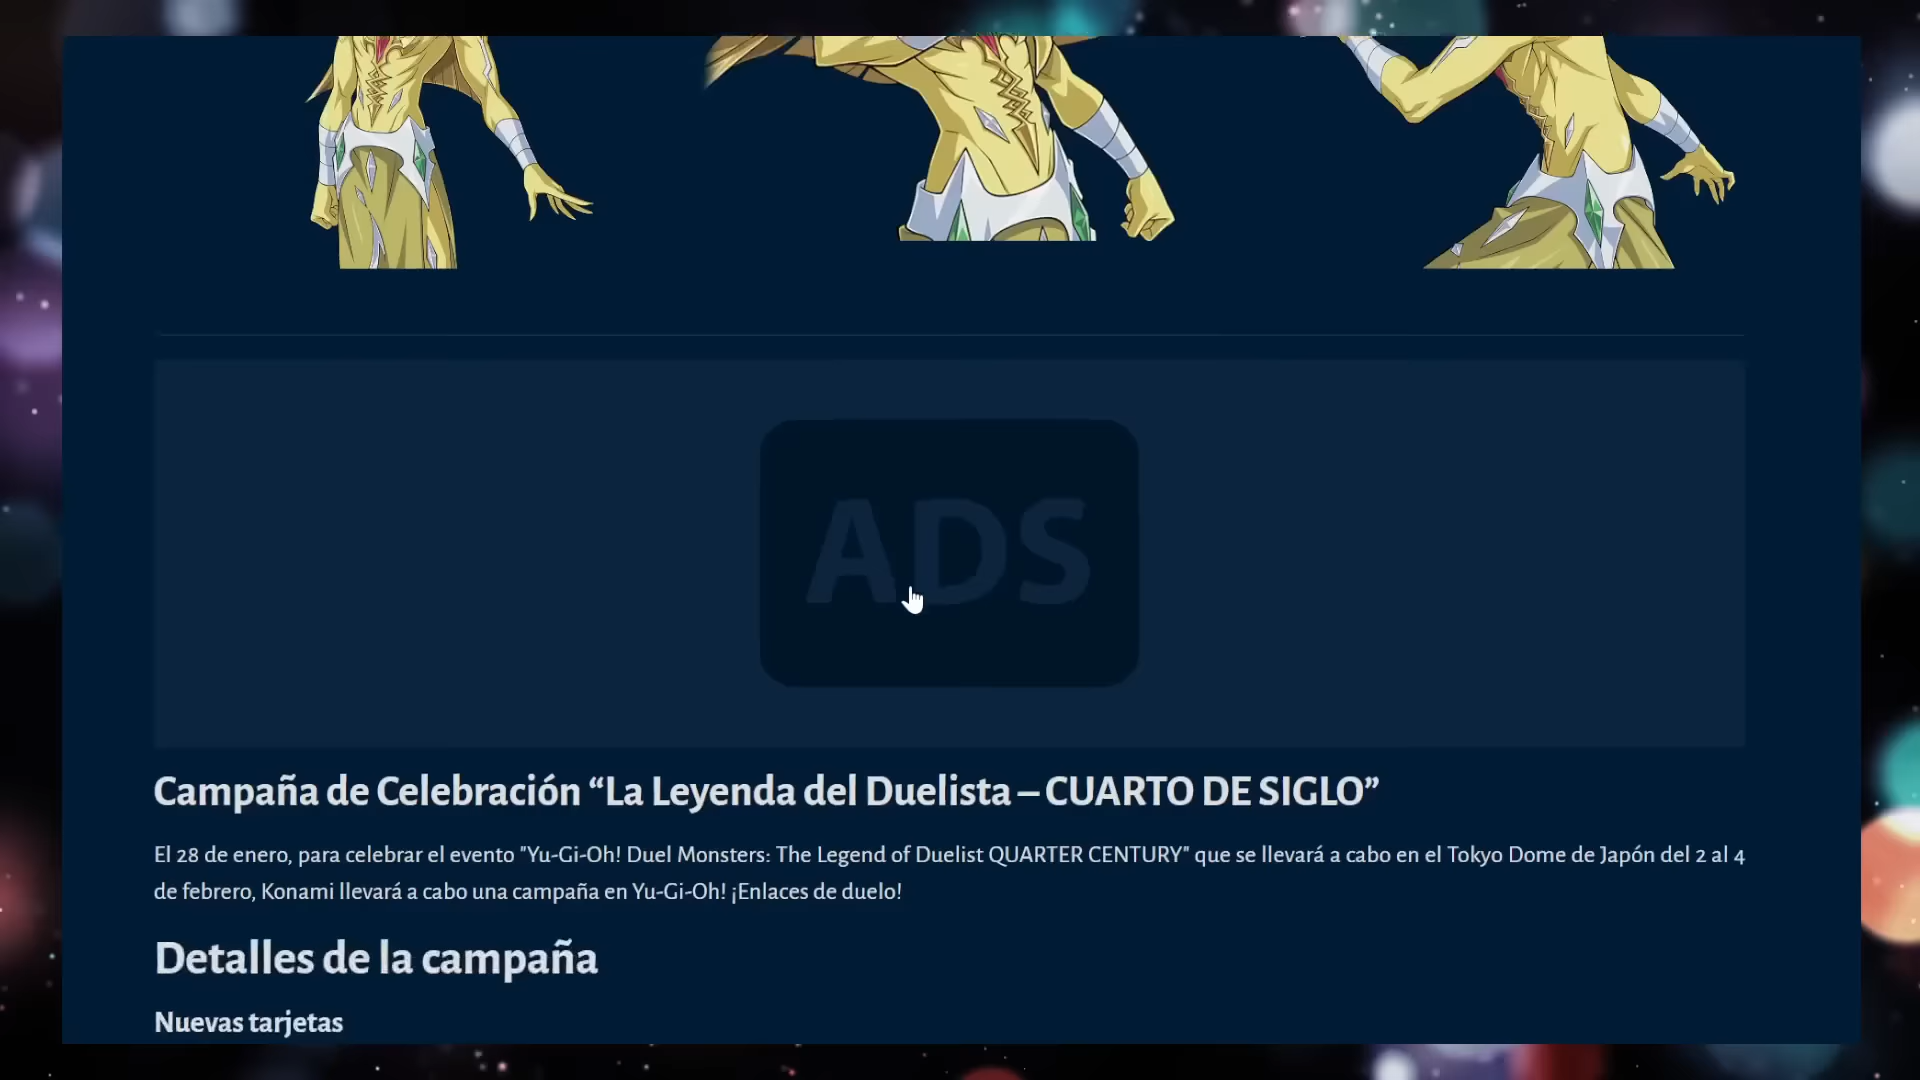 ADS
Campaña de Celebración “La Leyenda del Duelista – CUARTO DE SIGLO”
El 28 de enero, para celebrar el evento "Yu-Gi-Oh! Duel Monsters: The Legend of Duelist QUARTER CENTURY" que se llevará a cabo en el Tokyo Dome de Japón del 2 al 4
de febrero, Konami llevará a cabo una campaña en Yu-Gi-Oh! ¡Enlaces de duelo!
Detalles de la campaña
Nuevas tarjetas